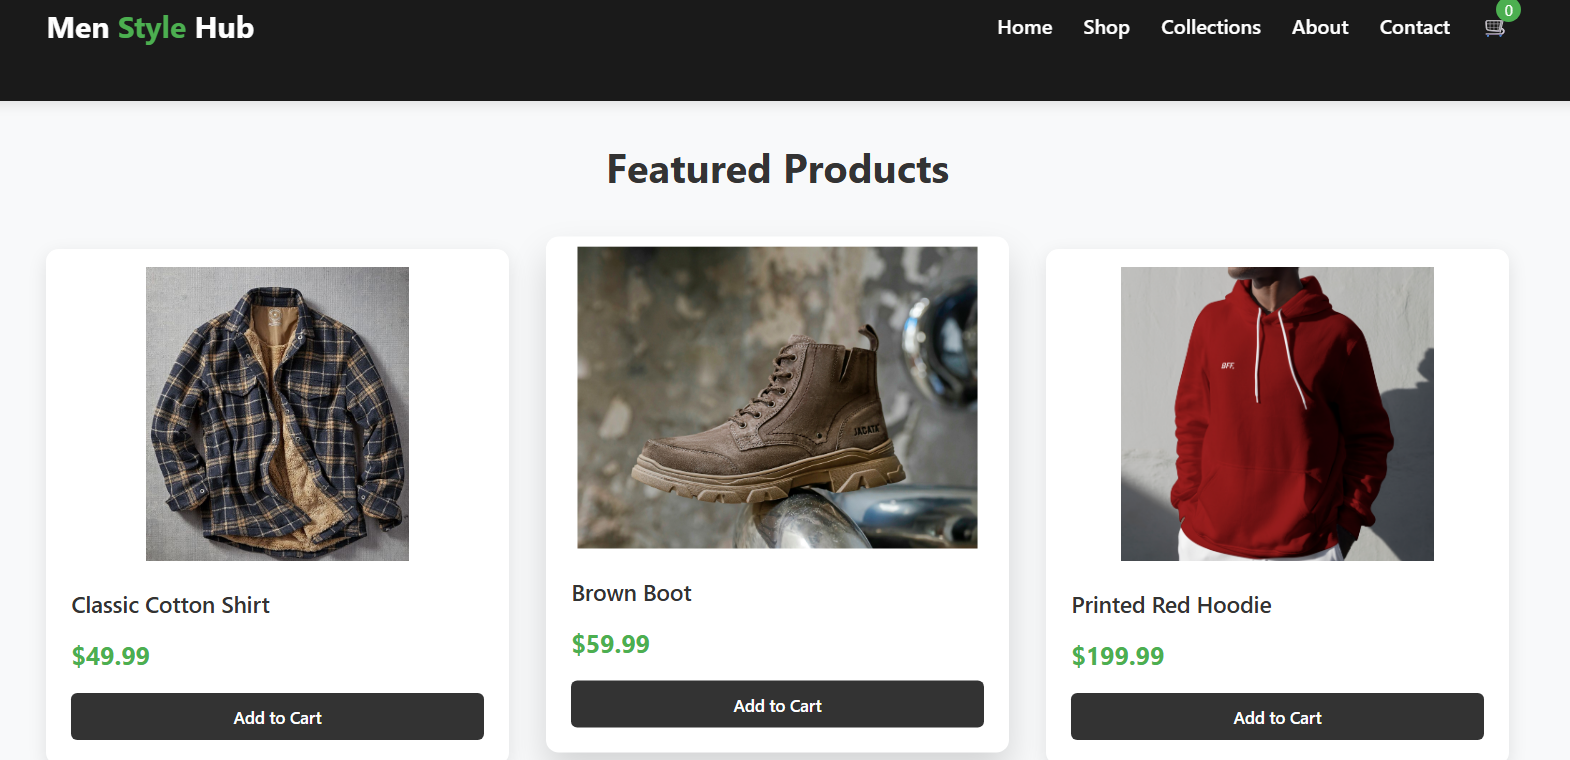 Men Style Hub
Home Shop Collections About Contact 0
Featured Products
OFF.
JACATA
Classic Cotton Shirt
$49.99
Add to Cart
Brown Boot
$59.99
Add to Cart
Printed Red Hoodie
$199.99
Add to Cart